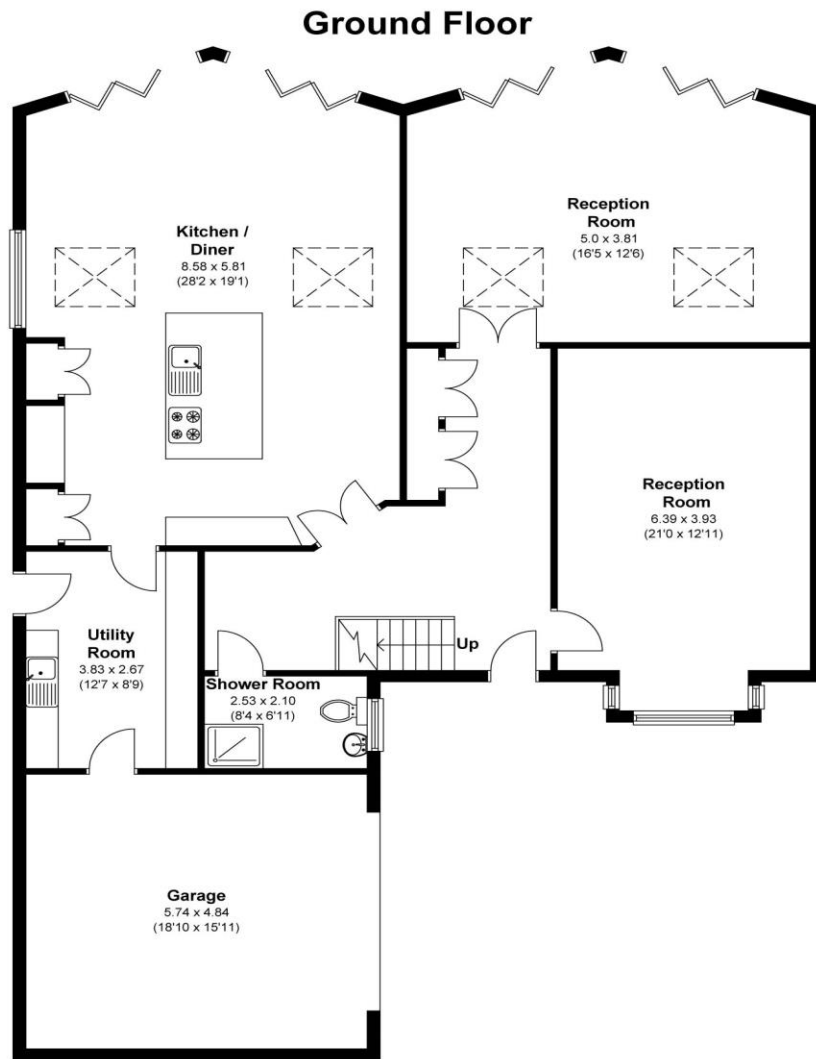 Ground Floor
Kitchen /
Diner
8.58 x 5.81
(28'2 x 19'1)
Reception
Room
5.0 x 3.81
(16'5 x 12'6)
Reception
Room
6.39 x 3.93
(21'0 x 12'11)
Utility
Room
3.83 x 2.67
(12'7 x 8'9)
Up
Shower Room
2.53 x 2.10
(8'4 x 6'11)
Garage
5.74 x 4.84
(18'10 x 15'11)